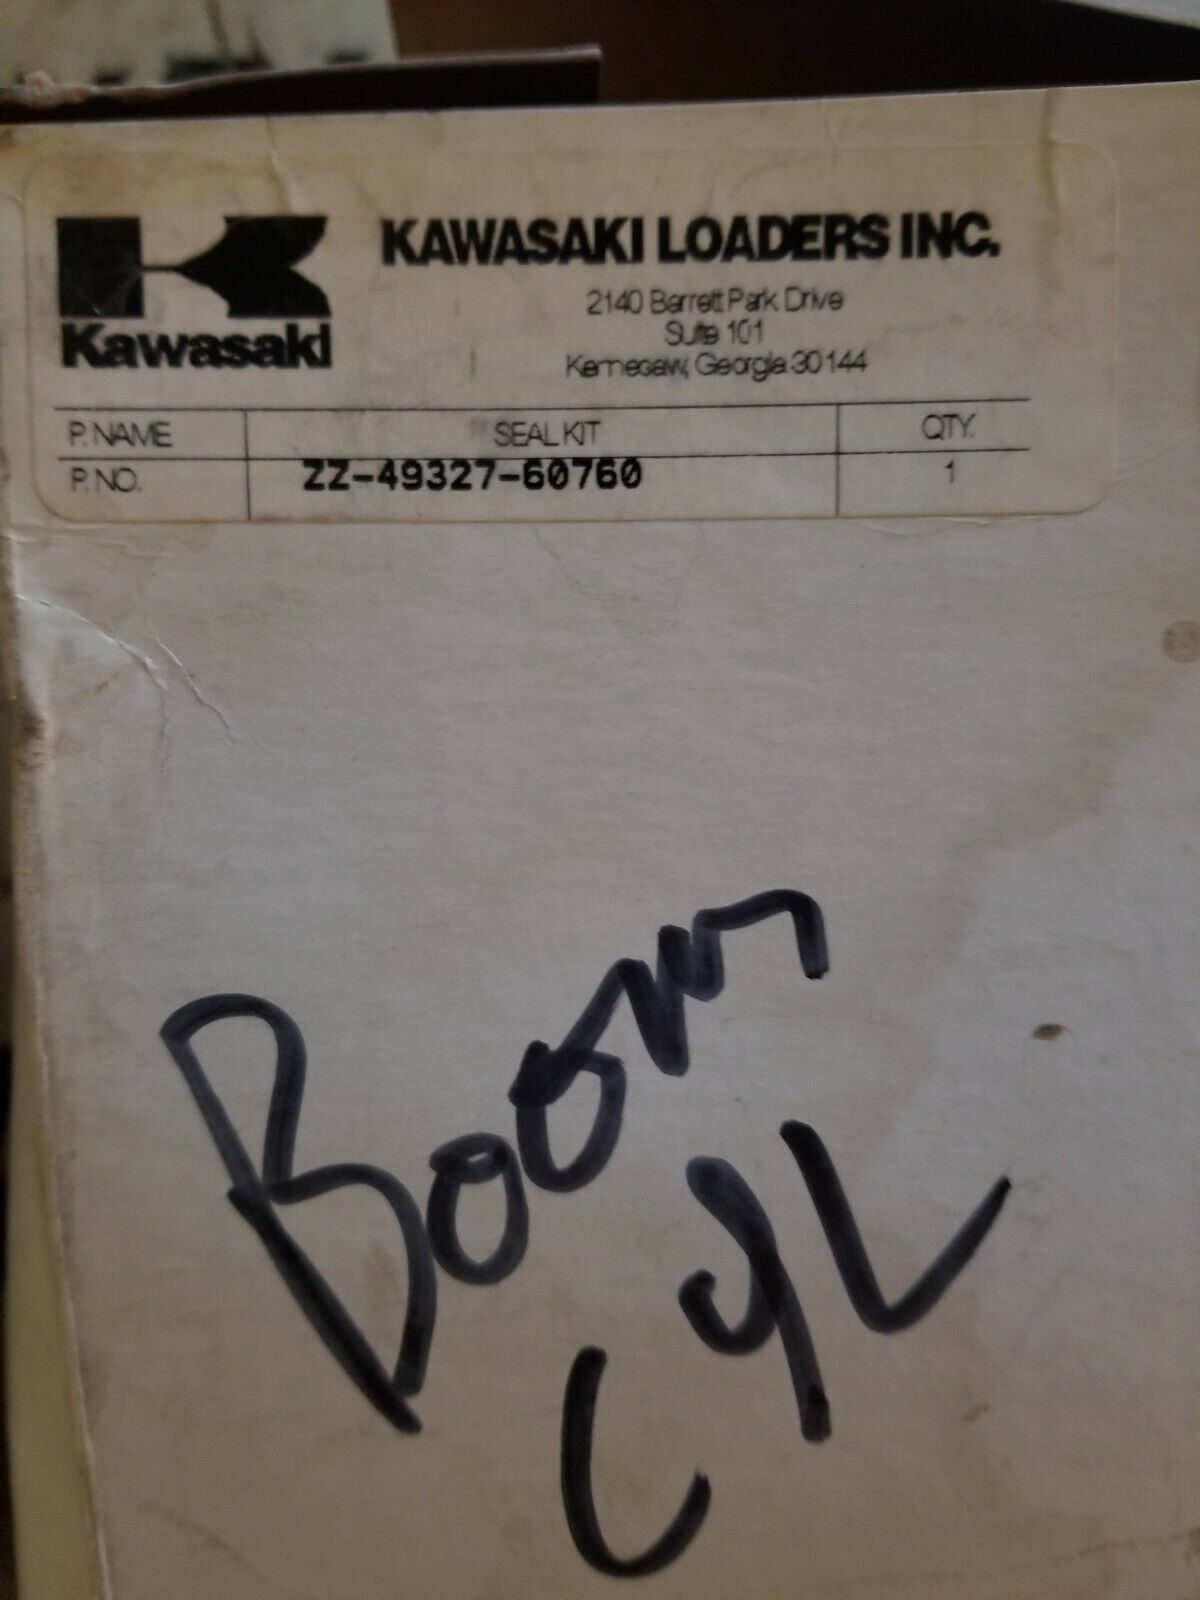 Kawasaki
KAWASAKI LOADERS INC.
2140 Barrett Park Drive
Suite 101
Kennesaw, Georgia 30144
P. NAME SEAL KIT QTY.
P. NO. ZZ-49327-60760 1
Boom
CYL